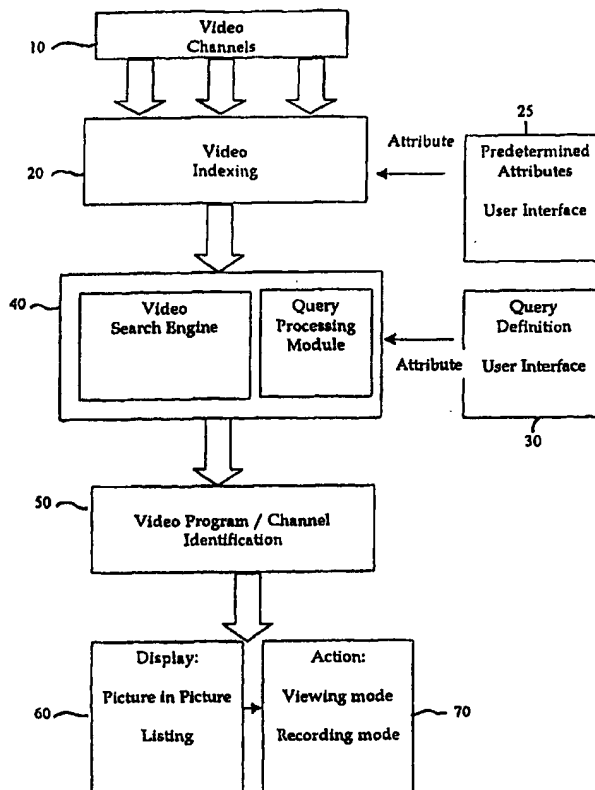 10
Video
Channels
20
Video
Indexing
Attribute
25
Predetermined
Attributes
User Interface
40
Video
Search Engine
Query
Processing
Module
Attribute
Query
Definition
User Interface
30
50
Video Program / Channel
Identification
60
Display:
Picture in Picture
Listing
Action:
Viewing mode
Recording mode
70